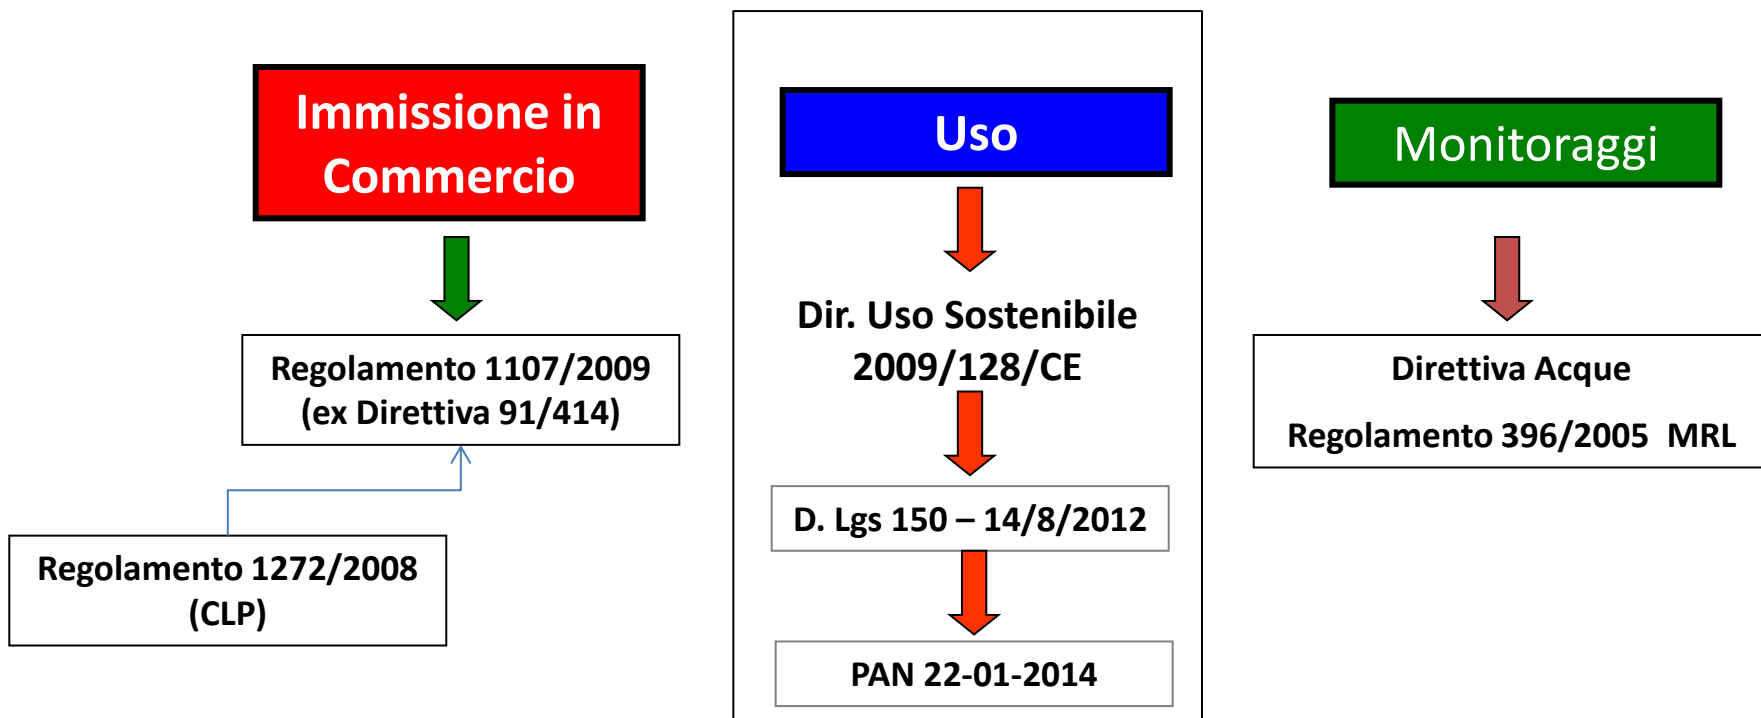 Immissione in
Commercio
Regolamento 1107/2009
(ex Direttiva 91/414)
Regolamento 1272/2008
(CLP)
Uso
Dir. Uso Sostenibile
2009/128/CE
D. Lgs 150 – 14/8/2012
PAN 22-01-2014
Monitoraggi
Direttiva Acque
Regolamento 396/2005 MRL